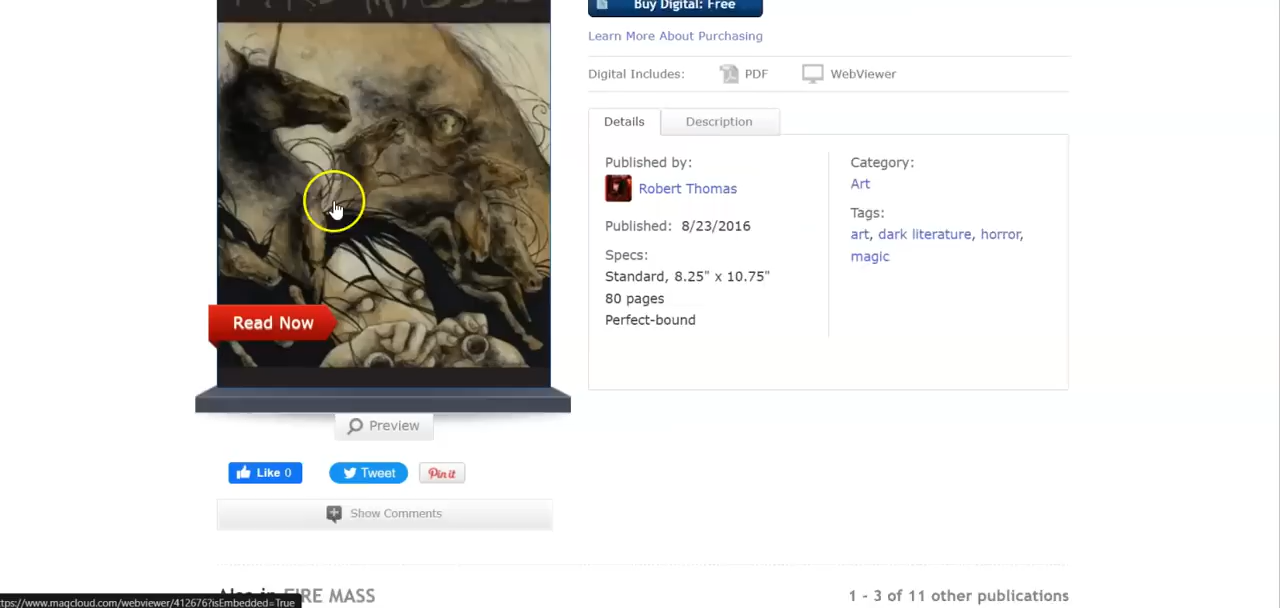 Buy Digital: Free
Learn More About Purchasing
Digital Includes: PDF WebViewer
Details Description
Published by:
Robert Thomas
Published: 8/23/2016
Specs:
Standard, 8.25" x 10.75"
80 pages
Perfect-bound
Category:
Art
Tags:
art, dark literature, horror,
magic
Read Now
Preview
Like 0 Tweet Pin it
Show Comments
Also in FIRE MASS
1 - 3 of 11 other publications
ttps://www.magcloud.com/webviewer/412676?isEmbedded=True